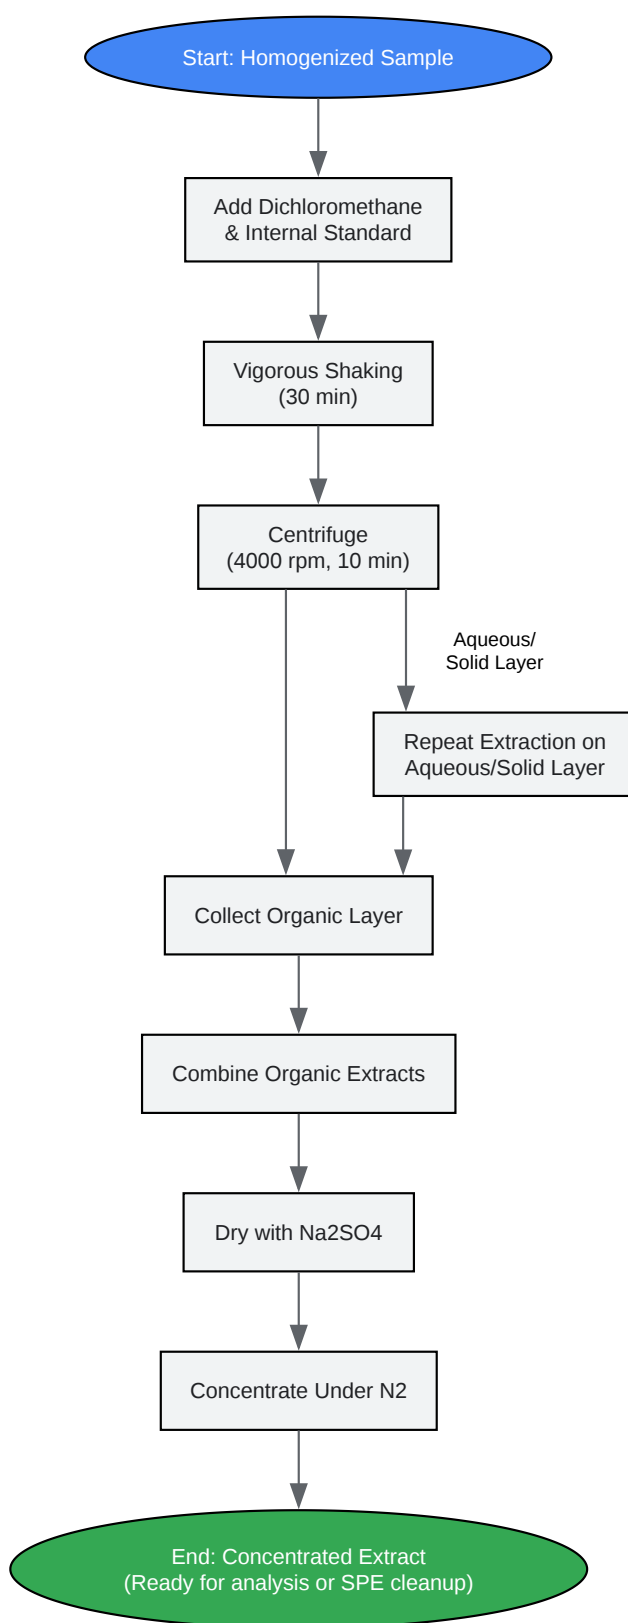 Start: Homogenized Sample
Add Dichloromethane
& Internal Standard
Vigorous Shaking
(30 min)
Centrifuge
(4000 rpm, 10 min)
Aqueous/
Solid Layer
Repeat Extraction on
Aqueous/Solid Layer
Collect Organic Layer
Combine Organic Extracts
Dry with Na2SO4
Concentrate Under N2
End: Concentrated Extract
(Ready for analysis or SPE cleanup)